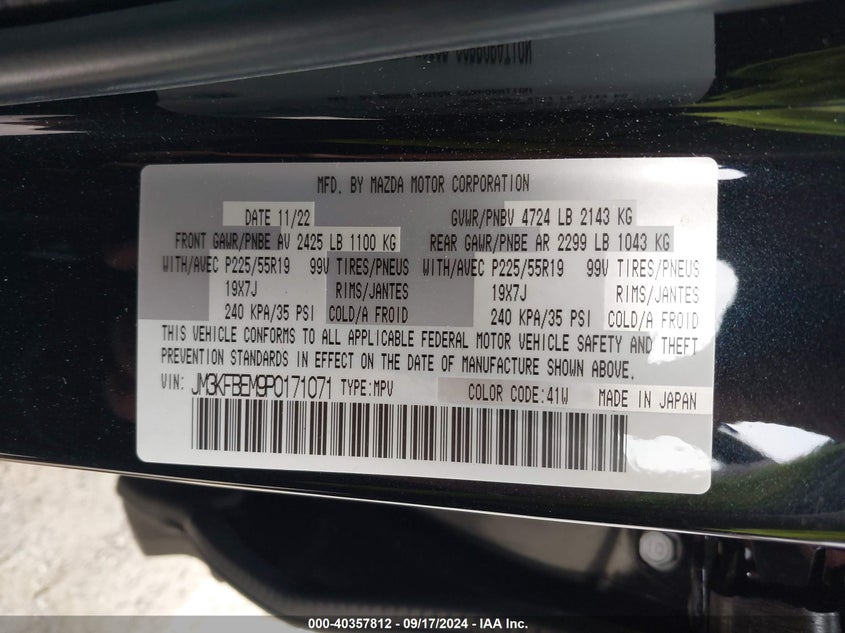 MFD. BY MAZDA MOTOR CORPORATION
DATE 11/22 GVWR/PNBV 4724 LB 2143 KG
FRONT GAWR/PNBE AV 2425 LB 1100 KG REAR GAWR/PNBE AR 2299 LB 1043 KG
WITH/AVEC P225/55R19 99V TIRES/PNEUS WITH/AVEC P225/55R19 99V TIRES/PNEUS
19X7J RIMS/JANTES 19X7J RIMS/JANTES
240 KPA/35 PSI COLD/A FROID 240 KPA/35 PSI COLD/A FROID
THIS VEHICLE CONFORMS TO ALL APPLICABLE FEDERAL MOTOR VEHICLE SAFETY AND THEFT
PREVENTION STANDARDS IN EFFECT ON THE DATE OF MANUFACTURE SHOWN ABOVE.
VIN: JM3KFBEM9P0171071 TYPE:MPV COLOR CODE:41W MADE IN JAPAN
000-40357812 - 09/17/2024 - IAA Inc.